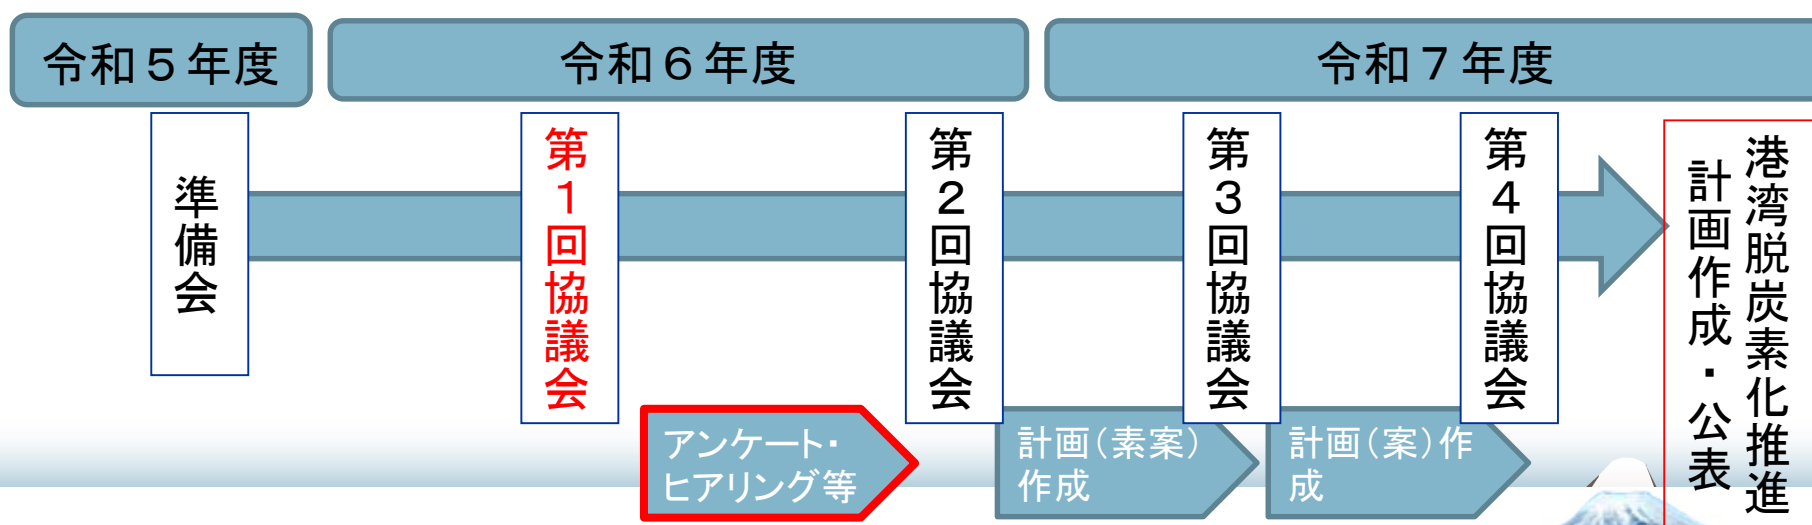 令和５年度
令和６年度
令和７年度
準備会
第１回協議会
第２回協議会
第３回協議会
第４回協議会
港湾脱炭素化推進
計画作成・公表
アンケート・
ヒアリング等
計画（素案）
作成
計画（案）作
成